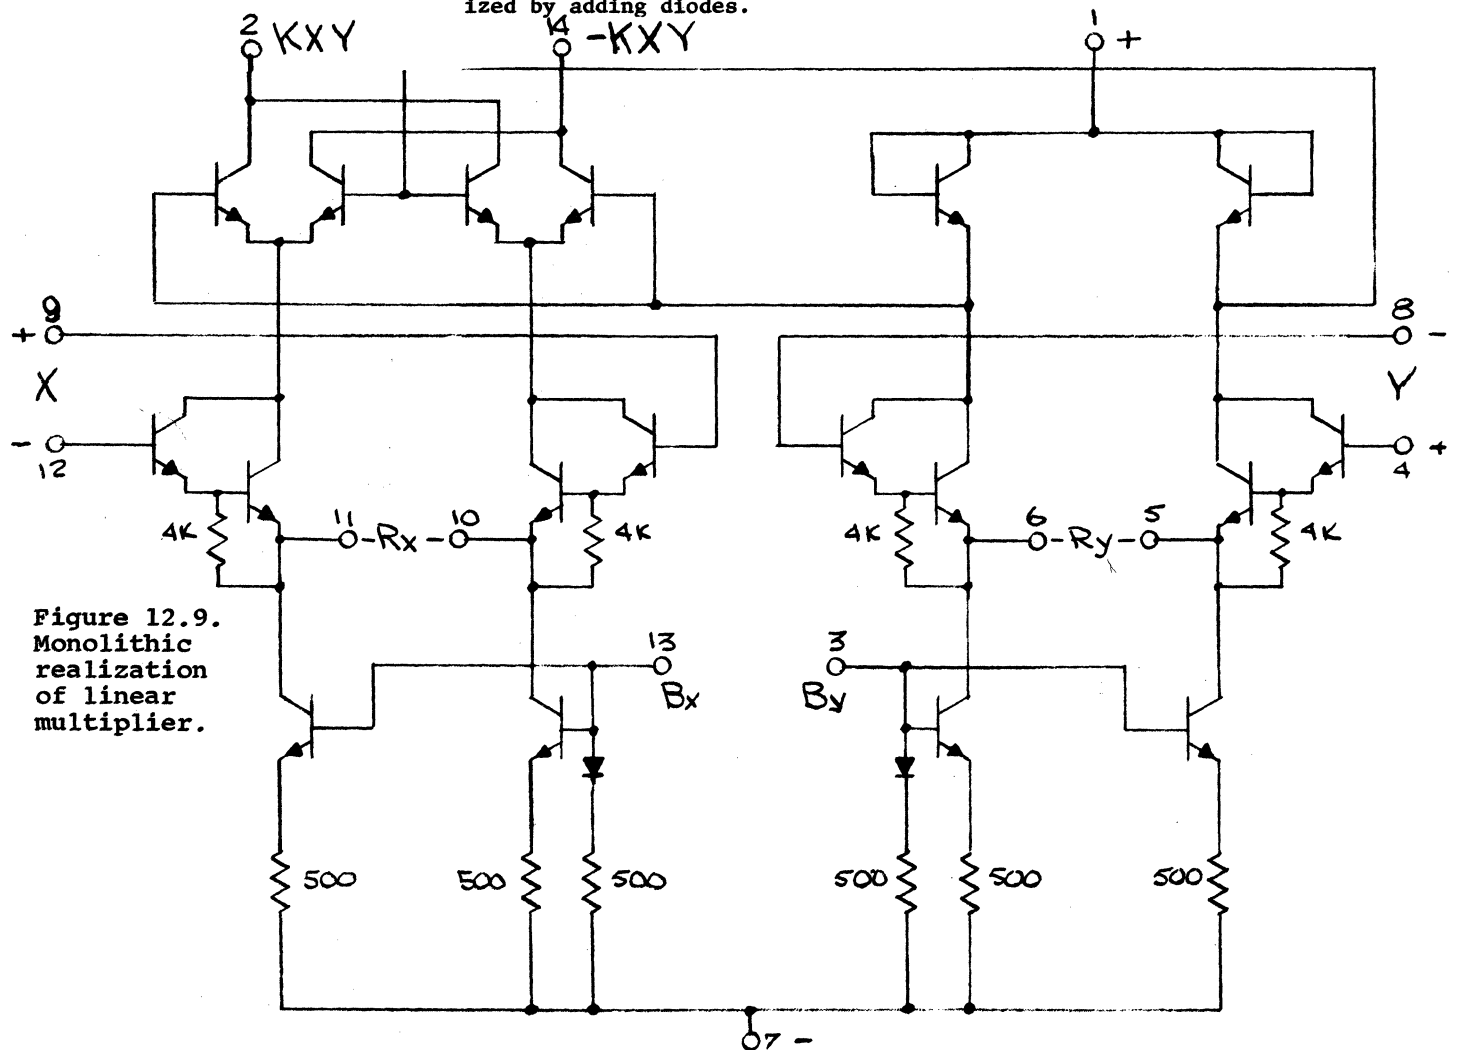 ized by adding diodes.
2 KXY
14 -KXY
1 +
9
+
8
-
X
Y
-
12
+
4
4K
11 -Rx- 10
4K
4K
6 -Ry- 5
4K
Figure 12.9.
Monolithic
realization
of linear
multiplier.
13
Bx
3
By
500
500
500
500
500
500
7 -